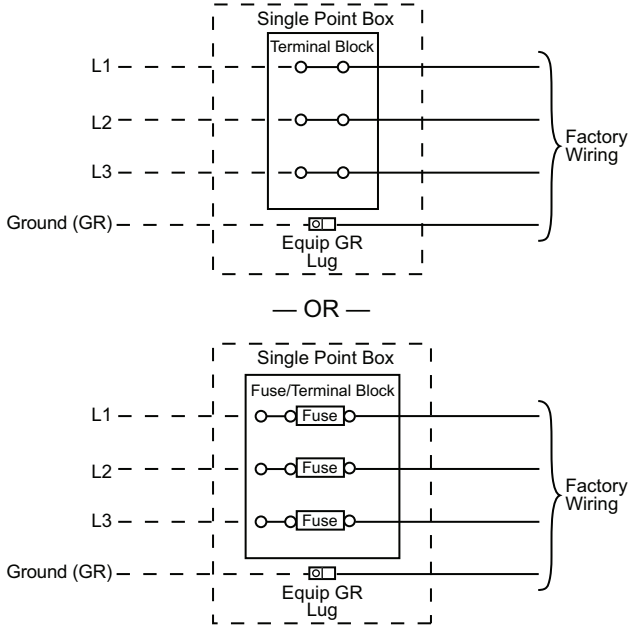 Single Point Box
Terminal Block
L1
L2
L3
Factory
Wiring
Ground (GR)
Equip GR
Lug
— OR —
Single Point Box
Fuse/Terminal Block
L1
Fuse
L2
Fuse
L3
Fuse
Factory
Wiring
Ground (GR)
Equip GR
Lug